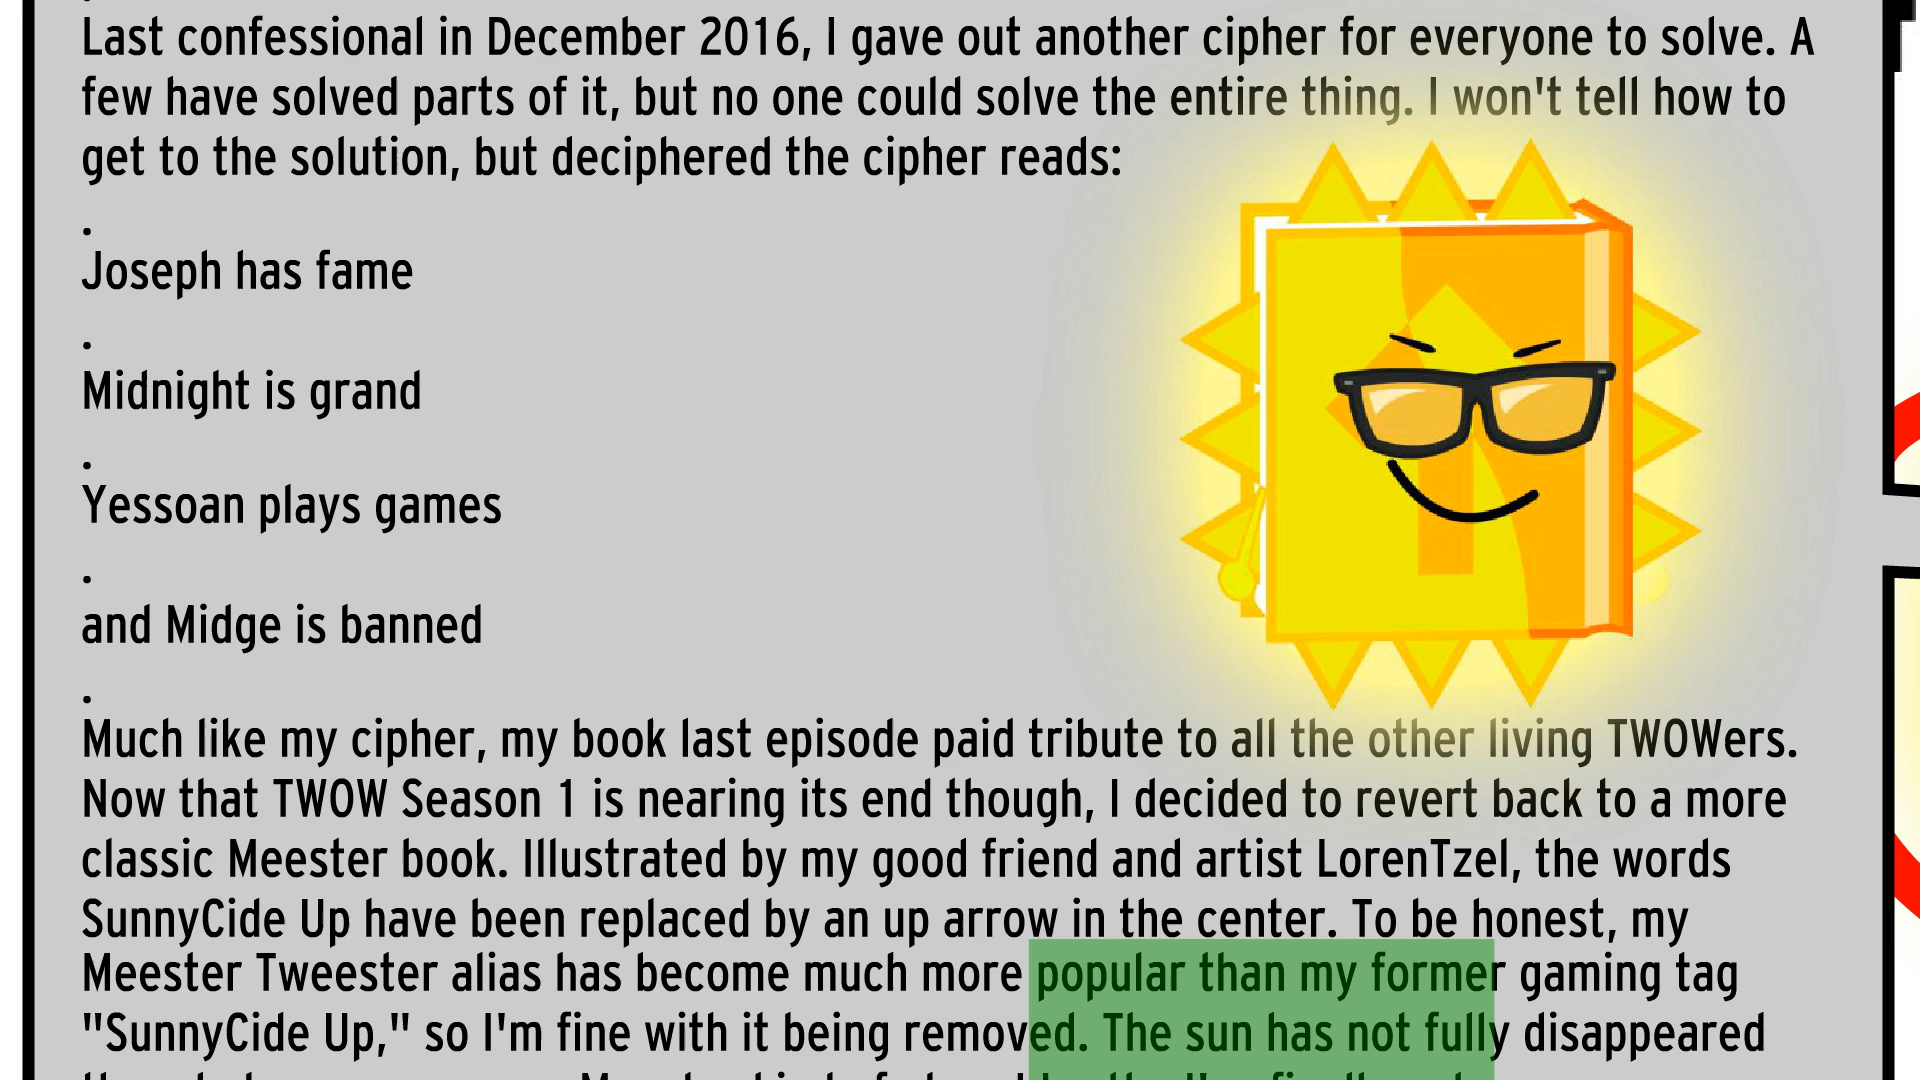 .
Last confessional in December 2016, I gave out another cipher for everyone to solve. A
few have solved parts of it, but no one could solve the entire thing. I won't tell how to
get to the solution, but deciphered the cipher reads:
.
Joseph has fame
.
Midnight is grand
.
Yessoan plays games
.
and Midge is banned
.
Much like my cipher, my book last episode paid tribute to all the other living TWOWers.
Now that TWOW Season 1 is nearing its end though, I decided to revert back to a more
classic Meester book. Illustrated by my good friend and artist LorenTzel, the words
SunnyCide Up have been replaced by an up arrow in the center. To be honest, my
Meester Tweester alias has become much more popular than my former gaming tag
"SunnyCide Up," so I'm fine with it being removed. The sun has not fully disappeared